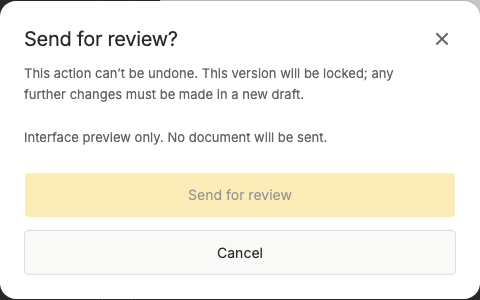 Send for review?
This action can’t be undone. This version will be locked; any
further changes must be made in a new draft.
Interface preview only. No document will be sent.
Send for review
Cancel